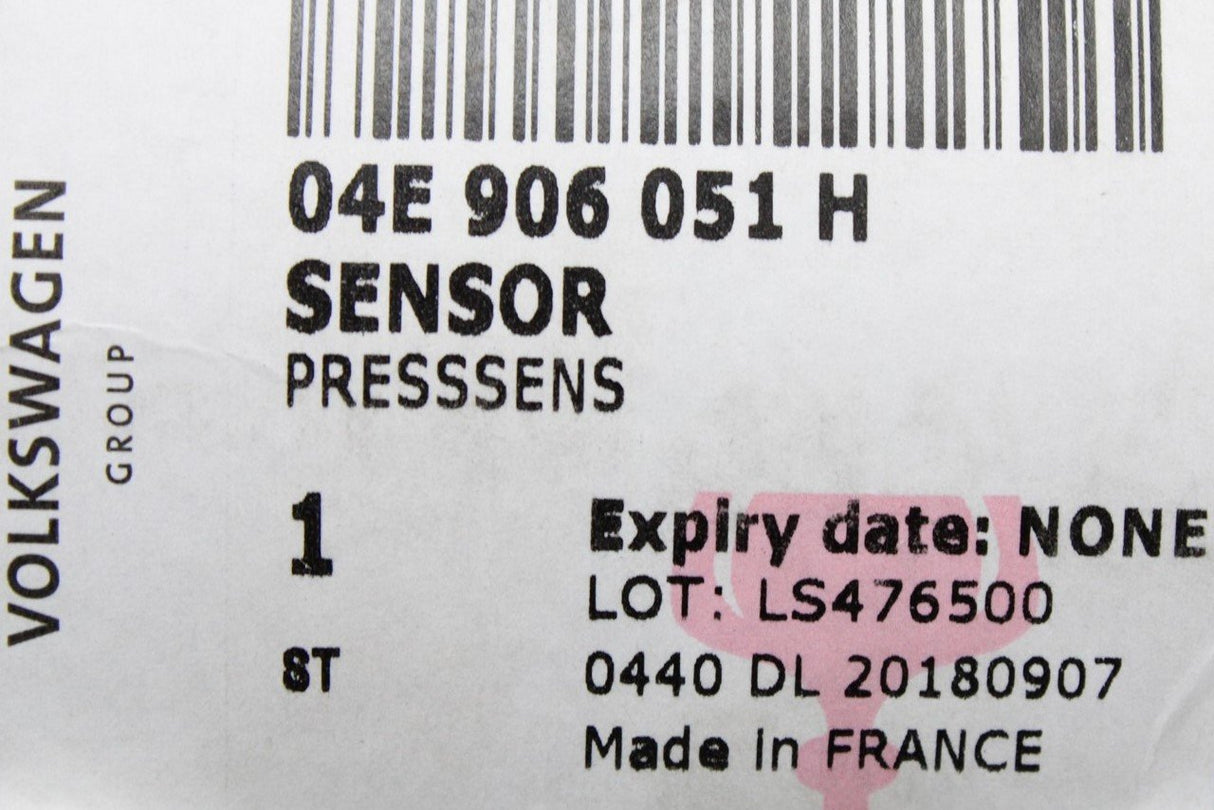 VOLKSWAGEN
GROUP
04E 906 051 H
SENSOR
PRESSSENS
1
ST
Expiry date: NONE
LOT: LS476500
0440 DL 20180907
Made in FRANCE